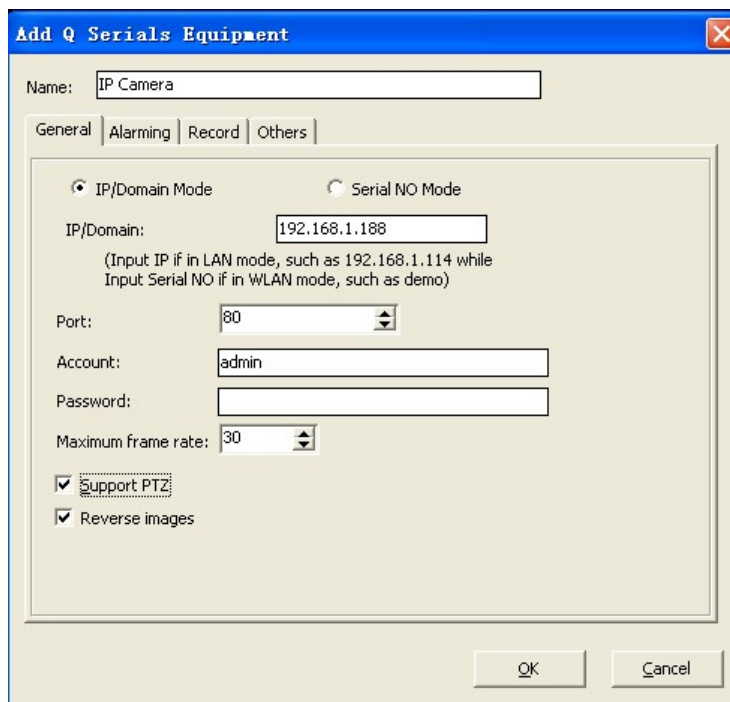 Add Q Serials Equipment
Name: IP Camera
General Alarming Record Others
IP/Domain Mode Serial NO Mode
IP/Domain: 192.168.1.188
(Input IP if in LAN mode, such as 192.168.1.114 while
Input Serial NO if in WLAN mode, such as demo)
Port: 80
Account: admin
Password:
Maximum frame rate: 30
Support PTZ
Reverse images
OK Cancel